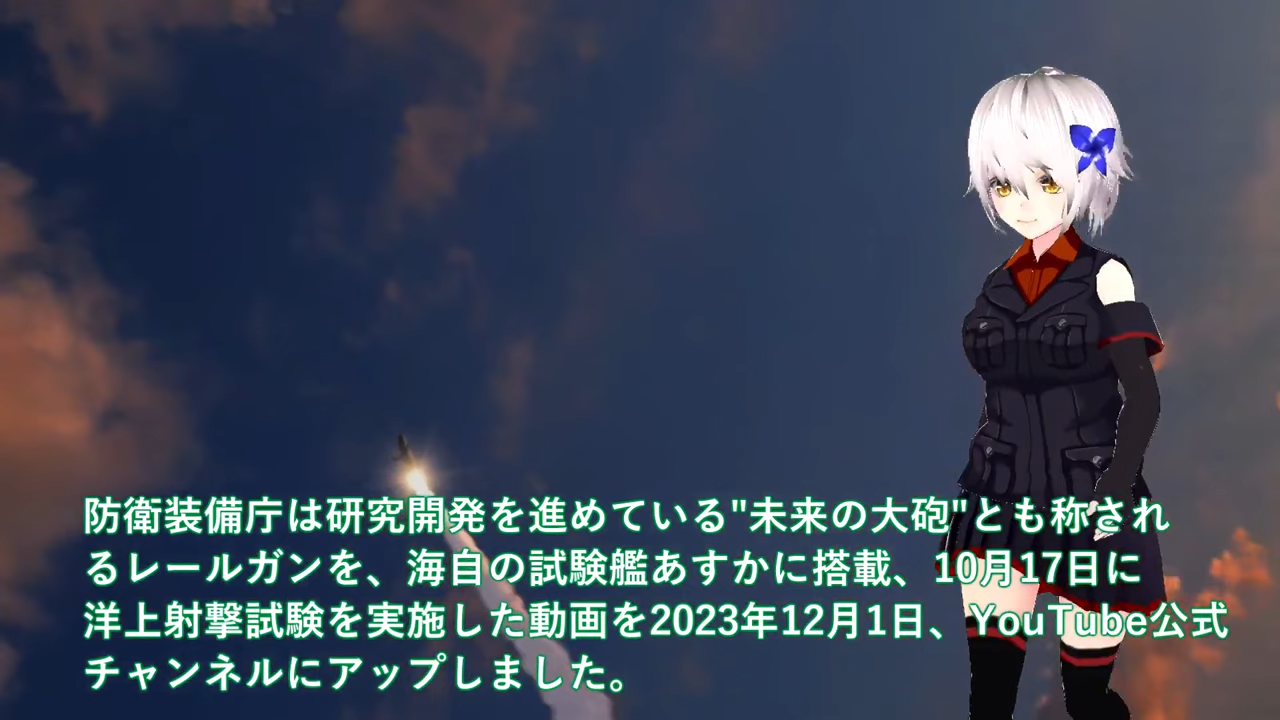 防衛装備庁は研究開発を進めている"未来の大砲"とも称され
るレールガンを、海自の試験艦あすかに搭載、10月17日に
洋上射撃試験を実施した動画を2023年12月1日、YouTube公式
チャンネルにアップしました。